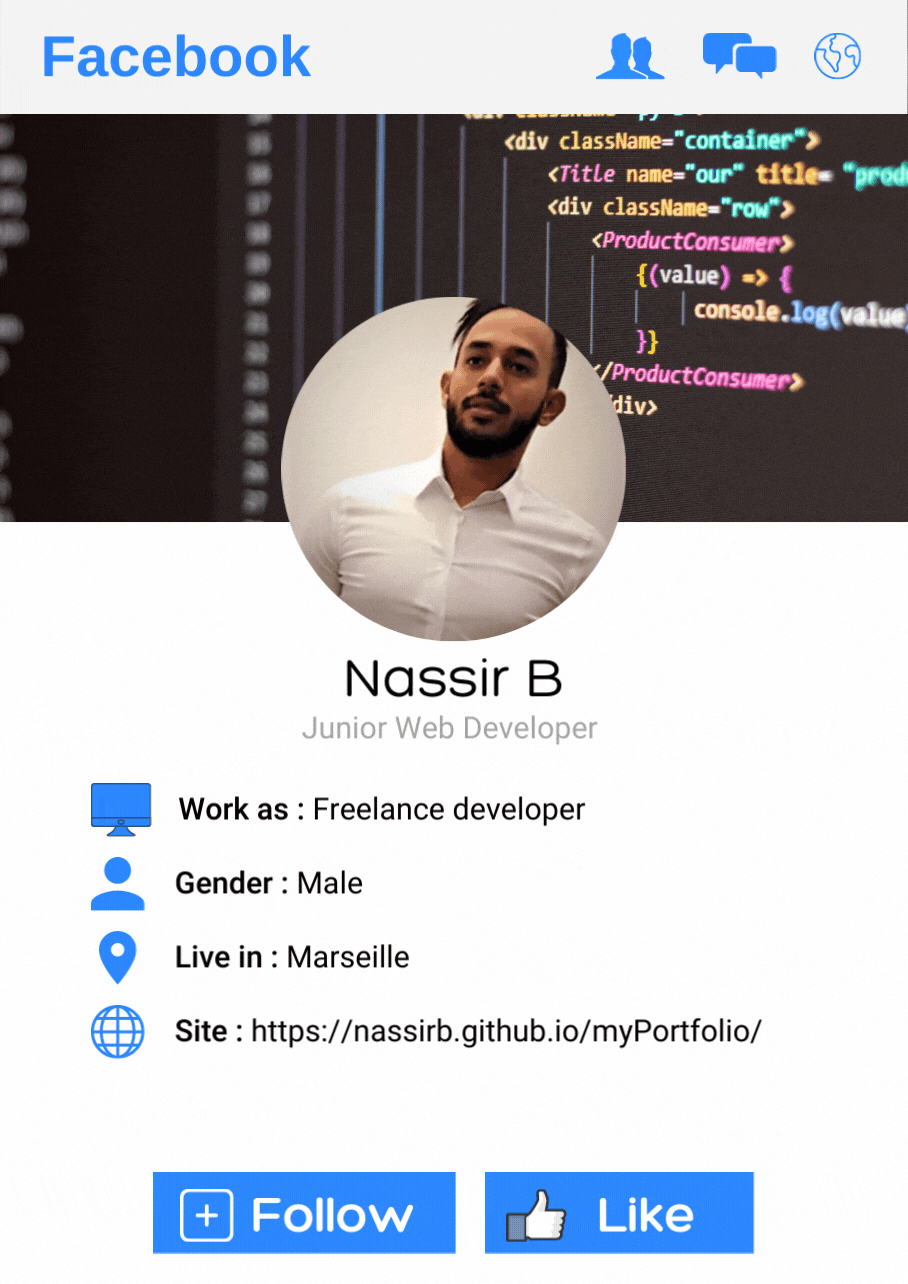 Facebook
<div className="container">
<Title name="our" title=
<div className="row">
<ProductConsumer>
{(value) => {
console.log(value)
}}
</ProductConsumer>
div>
Nassir B
Junior Web Developer
Work as : Freelance developer
Gender : Male
Live in : Marseille
Site : https://nassirb.github.io/myPortfolio/
Follow
Like